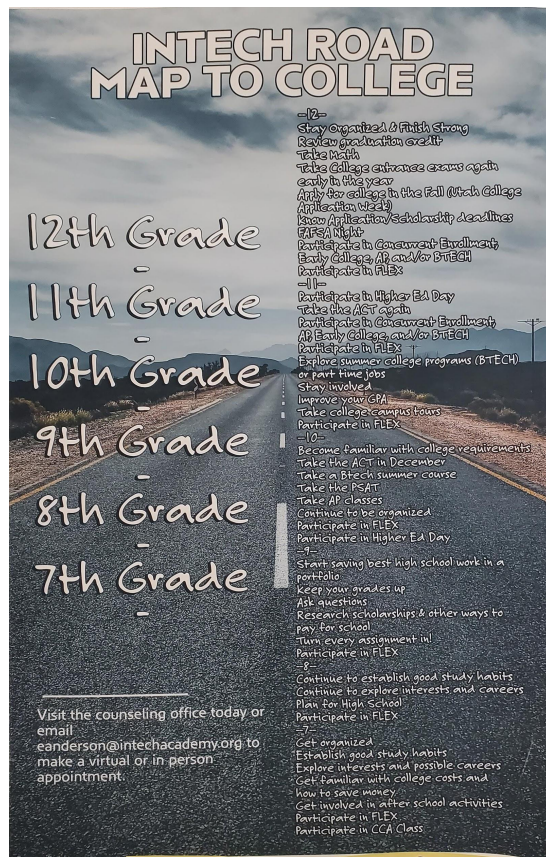 INTECH ROAD
MAP TO COLLEGE
12th Grade
-
11th Grade
-
10th Grade
-
9th Grade
-
8th Grade
-
7th Grade
-
Visit the counseling office today or
email
eanderson@intechacademy.org to
make a virtual or in person
appointment.
-12-
Stay Organized & Finish Strong
Review graduation credit
Take Math
Take College entrance exams again
early in the year
Apply for college in the Fall (Utah College
Application Week)
Know Application/Scholarship deadlines
FAFSA Night
Participate in Concurrent Enrollment,
Early College, AP, and/or BTECH
Participate in FLEX
-11-
Participate in Higher Ed Day
Take the ACT again
Participate in Concurrent Enrollment,
AP, Early College, and/or BTECH
Participate in FLEX
Explore summer college programs (BTECH)
or part time jobs
Stay involved
Improve your GPA
Take college campus tours
Participate in FLEX
-10-
Become familiar with college requirements
Take the ACT in December
Take a Btech summer course
Take the PSAT
Take AP classes
Continue to be organized
Participate in FLEX
Participate in Higher Ed Day
-9-
Start saving best high school work in a
portfolio
Keep your grades up
Ask questions
Research scholarships & other ways to
pay for school
Turn every assignment in!
Participate in FLEX
-8-
Continue to establish good study habits
Continue to explore interests and careers
Plan for High School
Participate in FLEX
-7-
Get organized
Establish good study habits
Explore interests and possible careers
Get familiar with college costs and
how to save money
Get involved in after school activities
Participate in FLEX
Participate in CCA Class